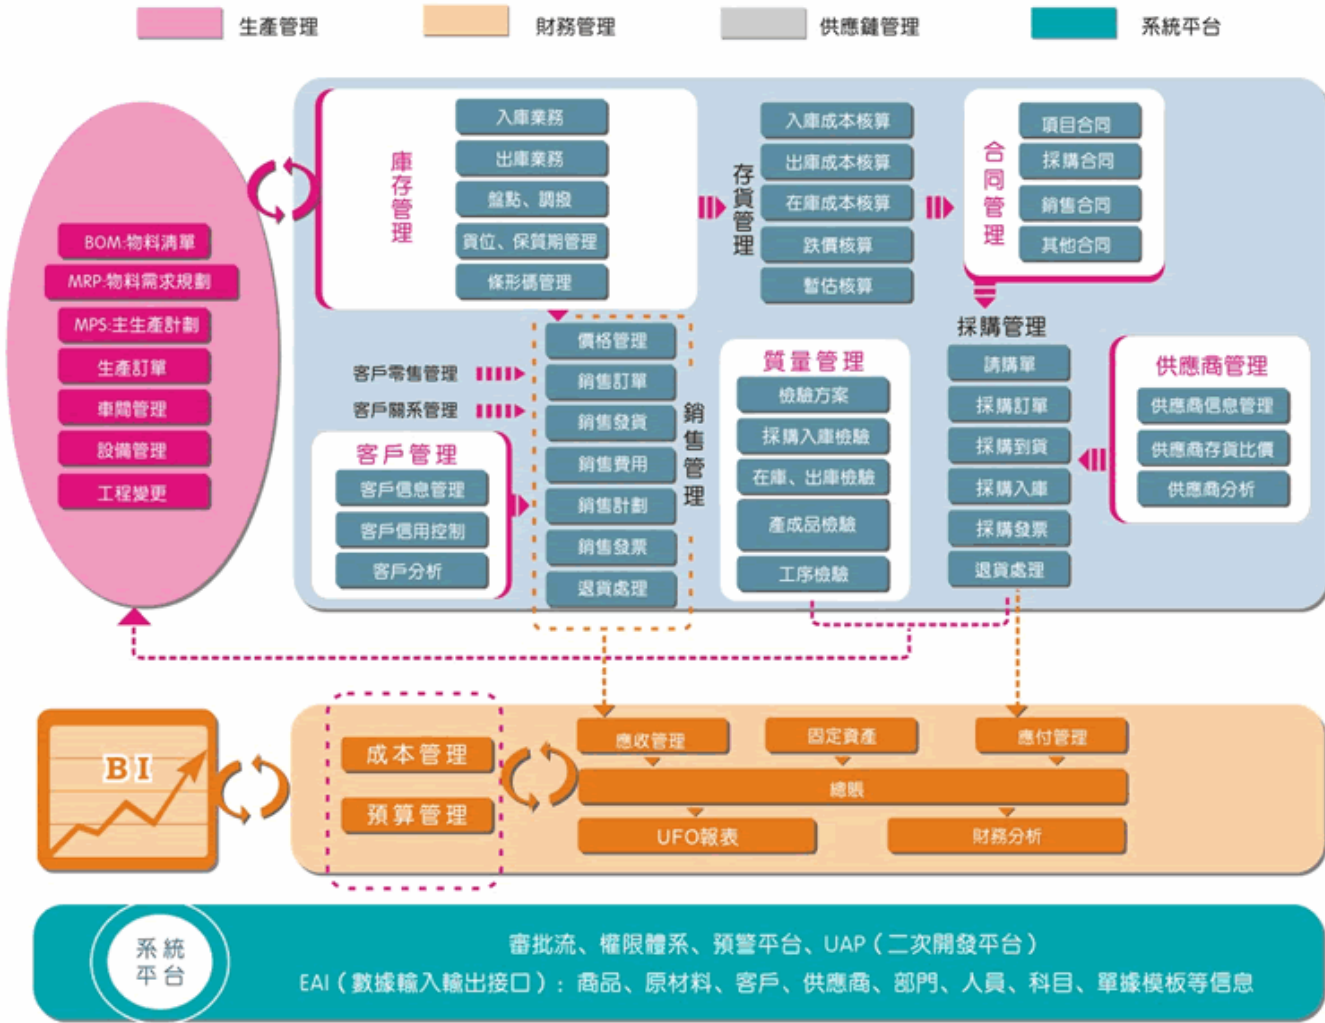 生產管理
財務管理
供應鏈管理
系統平台
BOM:物料清單
MRP:物料需求規劃
MPS:主生產計劃
生產訂單
車間管理
設備管理
工程變更
庫存管理
入庫業務
出庫業務
盤點、調撥
貨位、保質期管理
條形碼管理
存貨管理
入庫成本核算
出庫成本核算
在庫成本核算
跌價核算
暫估核算
合同管理
項目合同
採購合同
銷售合同
其他合同
客戶零售管理
客戶關系管理
客戶管理
客戶信息管理
客戶信用控制
客戶分析
銷售管理
價格管理
銷售訂單
銷售發貨
銷售費用
銷售計劃
銷售發票
退貨處理
質量管理
檢驗方案
採購入庫檢驗
在庫、出庫檢驗
產成品檢驗
工序檢驗
採購管理
請購單
採購訂單
採購到貨
採購入庫
採購發票
退貨處理
供應商管理
供應商信息管理
供應商存貨比價
供應商分析
BI
成本管理
預算管理
應收管理
固定資產
應付管理
總賬
UFO報表
財務分析
系統
平台
審批流、權限體系、預警平台、UAP（二次開發平台）
EAI（數據輸入輸出接口）：商品、原材料、客戶、供應商、部門、人員、科目、單據模板等信息